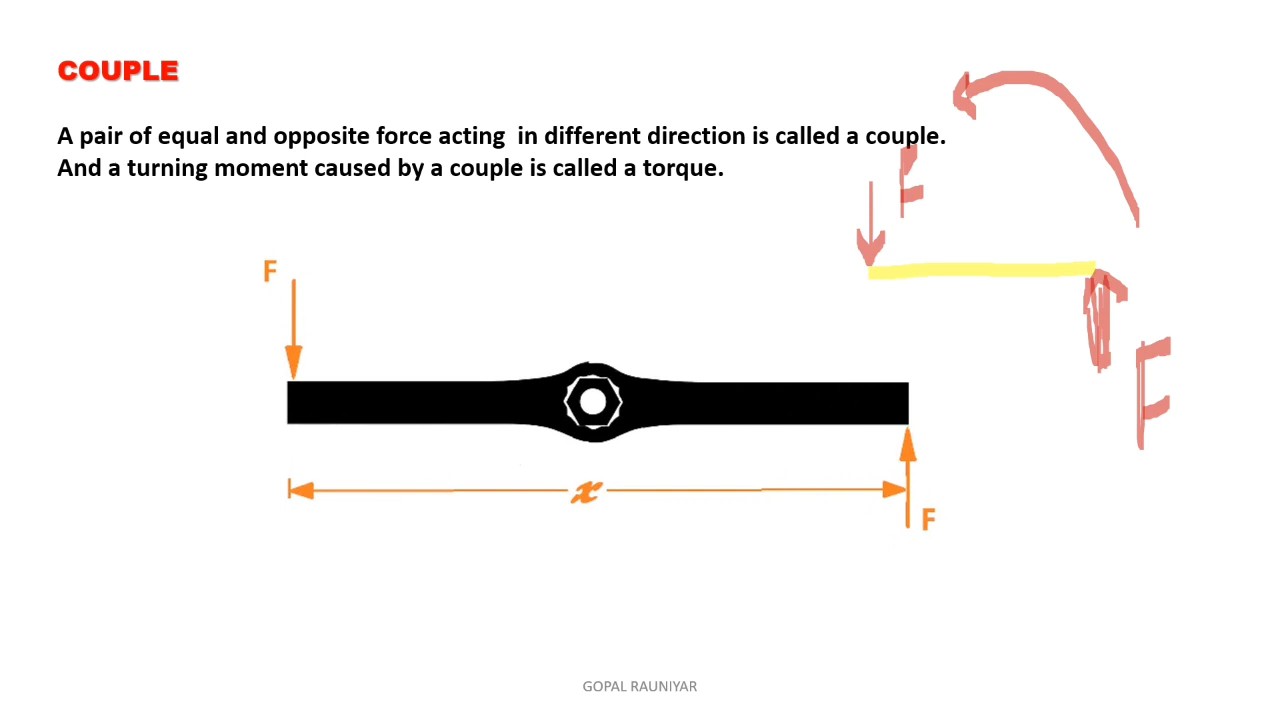 COUPLE
A pair of equal and opposite force acting in different direction is called a couple.
And a turning moment caused by a couple is called a torque.
F
F
x
F
F
GOPAL RAUNIYAR